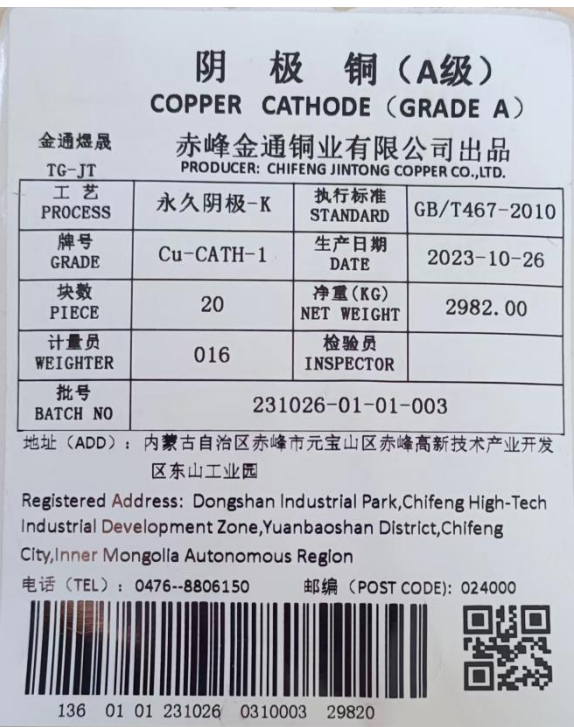 阴 极 铜（A级）
COPPER CATHODE（GRADE A）
金通煜晟
TG-JT
赤峰金通铜业有限公司出品
PRODUCER: CHIFENG JINTONG COPPER CO.,LTD.
工 艺 永久阴极-K 执行标准 GB/T467-2010
PROCESS STANDARD
牌号 Cu-CATH-1 生产日期 2023-10-26
GRADE DATE
块数 20 净重(KG) 2982.00
PIECE NET WEIGHT
计量员 016 检验员
WEIGHTER INSPECTOR
批号 231026-01-01-003
BATCH NO
地址（ADD）: 内蒙古自治区赤峰市元宝山区赤峰高新技术产业开发
区东山工业园
Registered Address: Dongshan Industrial Park,Chifeng High-Tech
Industrial Development Zone,Yuanbaoshan District,Chifeng
City,Inner Mongolia Autonomous Region
电话（TEL）: 0476--8806150 邮编（POST CODE): 024000
136 01 01 231026 0310003 29820